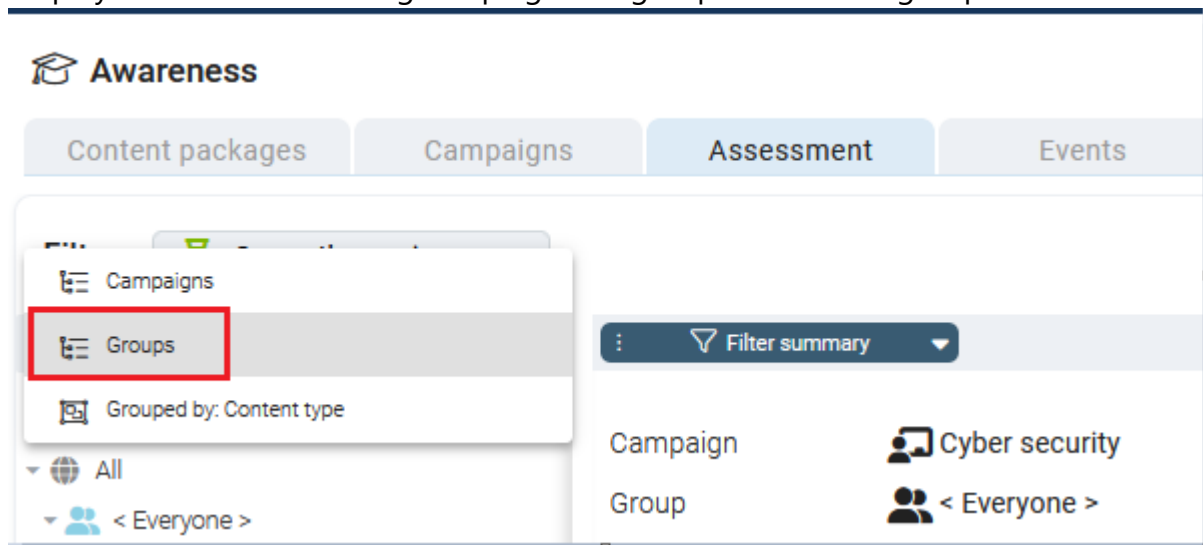 Awareness
Content packages Campaigns Assessment Events
Campaigns
Groups
Filter summary
Grouped by: Content type
Campaign Cyber security
All
Group < Everyone >
< Everyone >